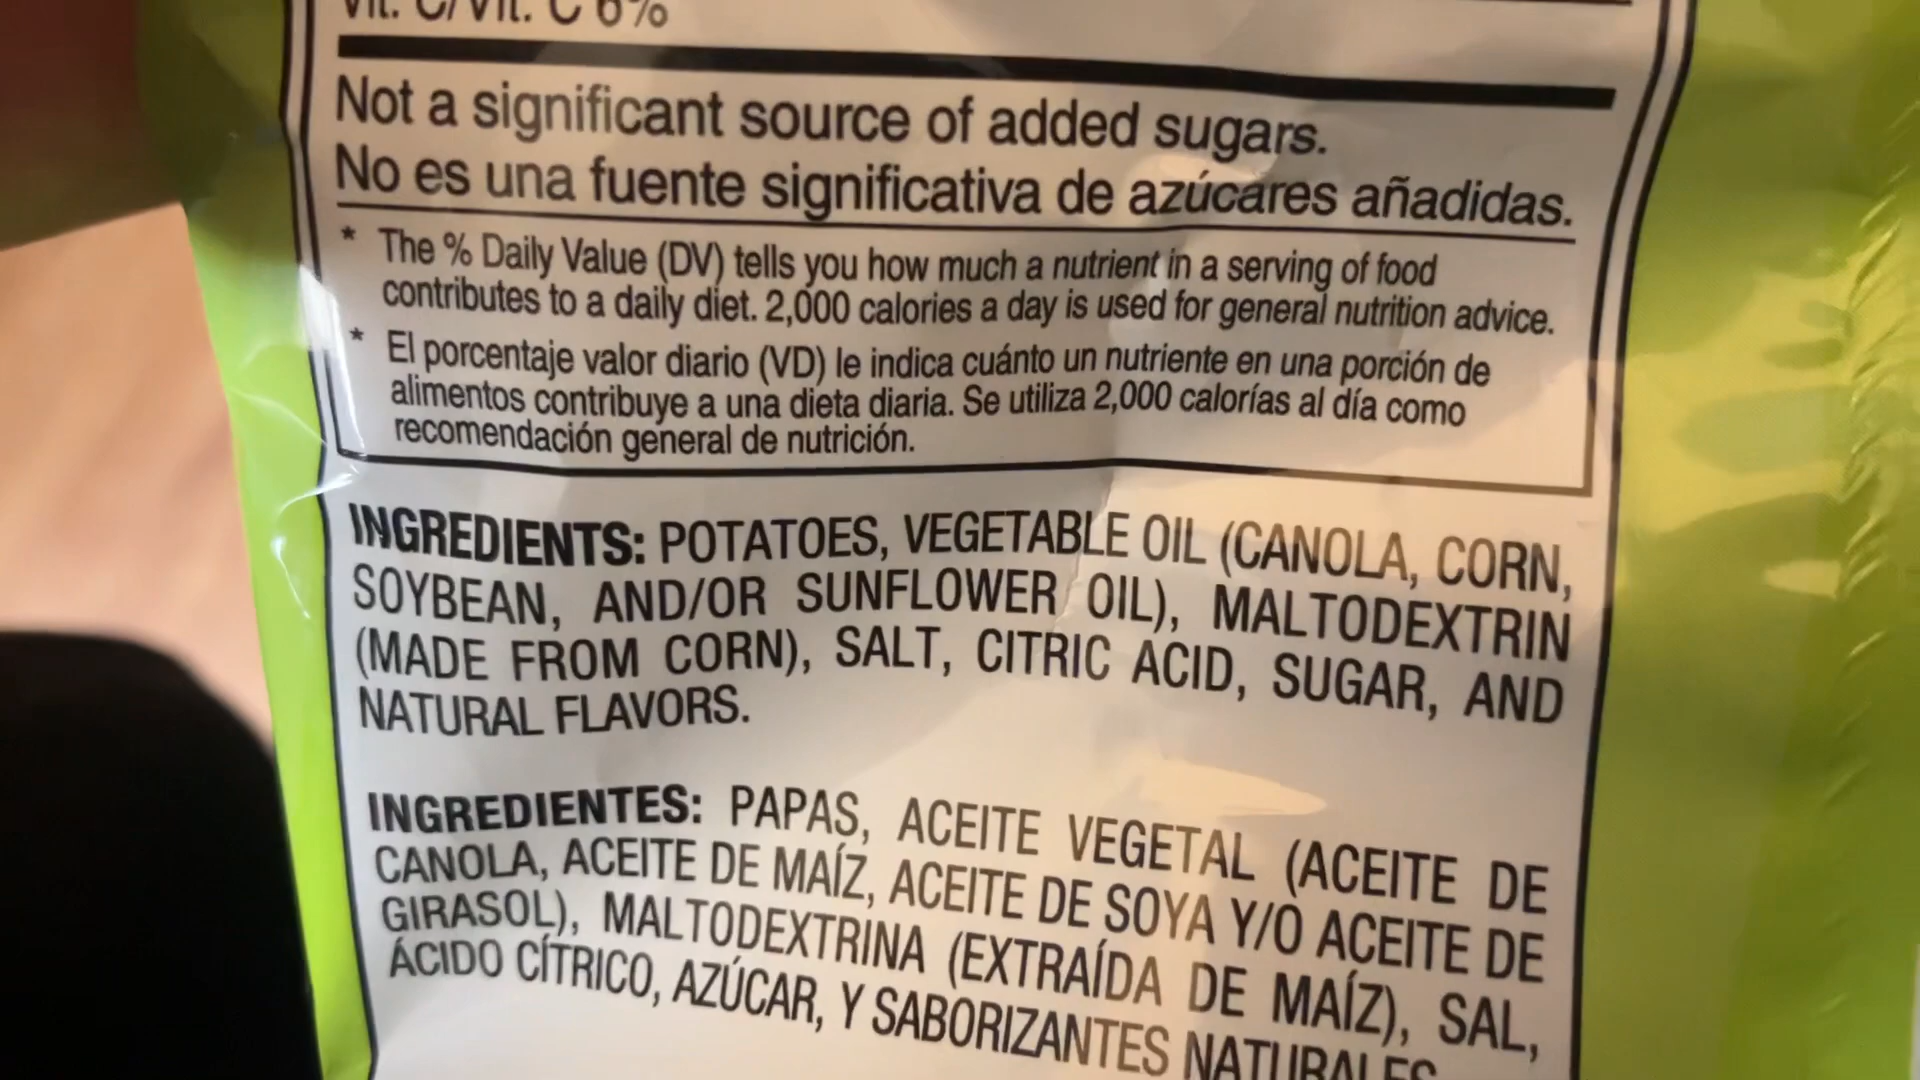 Vit. C/Vit. C 6%
Not a significant source of added sugars.
No es una fuente significativa de azúcares añadidas.
* The % Daily Value (DV) tells you how much a nutrient in a serving of food
contributes to a daily diet. 2,000 calories a day is used for general nutrition advice.
* El porcentaje valor diario (VD) le indica cuánto un nutriente en una porción de
alimentos contribuye a una dieta diaria. Se utiliza 2,000 calorías al día como
recomendación general de nutrición.
INGREDIENTS: POTATOES, VEGETABLE OIL (CANOLA, CORN,
SOYBEAN, AND/OR SUNFLOWER OIL), MALTODEXTRIN
(MADE FROM CORN), SALT, CITRIC ACID, SUGAR, AND
NATURAL FLAVORS.
INGREDIENTES: PAPAS, ACEITE VEGETAL (ACEITE DE
CANOLA, ACEITE DE MAÍZ, ACEITE DE SOYA Y/O ACEITE DE
GIRASOL), MALTODEXTRINA (EXTRAÍDA DE MAÍZ), SAL,
ÁCIDO CÍTRICO, AZÚCAR, Y SABORIZANTES NATURALES